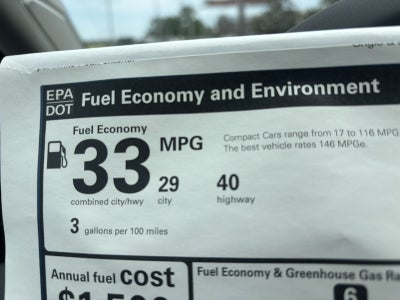 EPA
DOT
Fuel Economy and Environment
Fuel Economy
33 MPG
Compact Cars range from 17 to 116 MPG
The best vehicle rates 146 MPGe.
29
40
combined city/hwy
city
highway
3 gallons per 100 miles
Annual fuel cost
Fuel Economy & Greenhouse Gas Ra
6